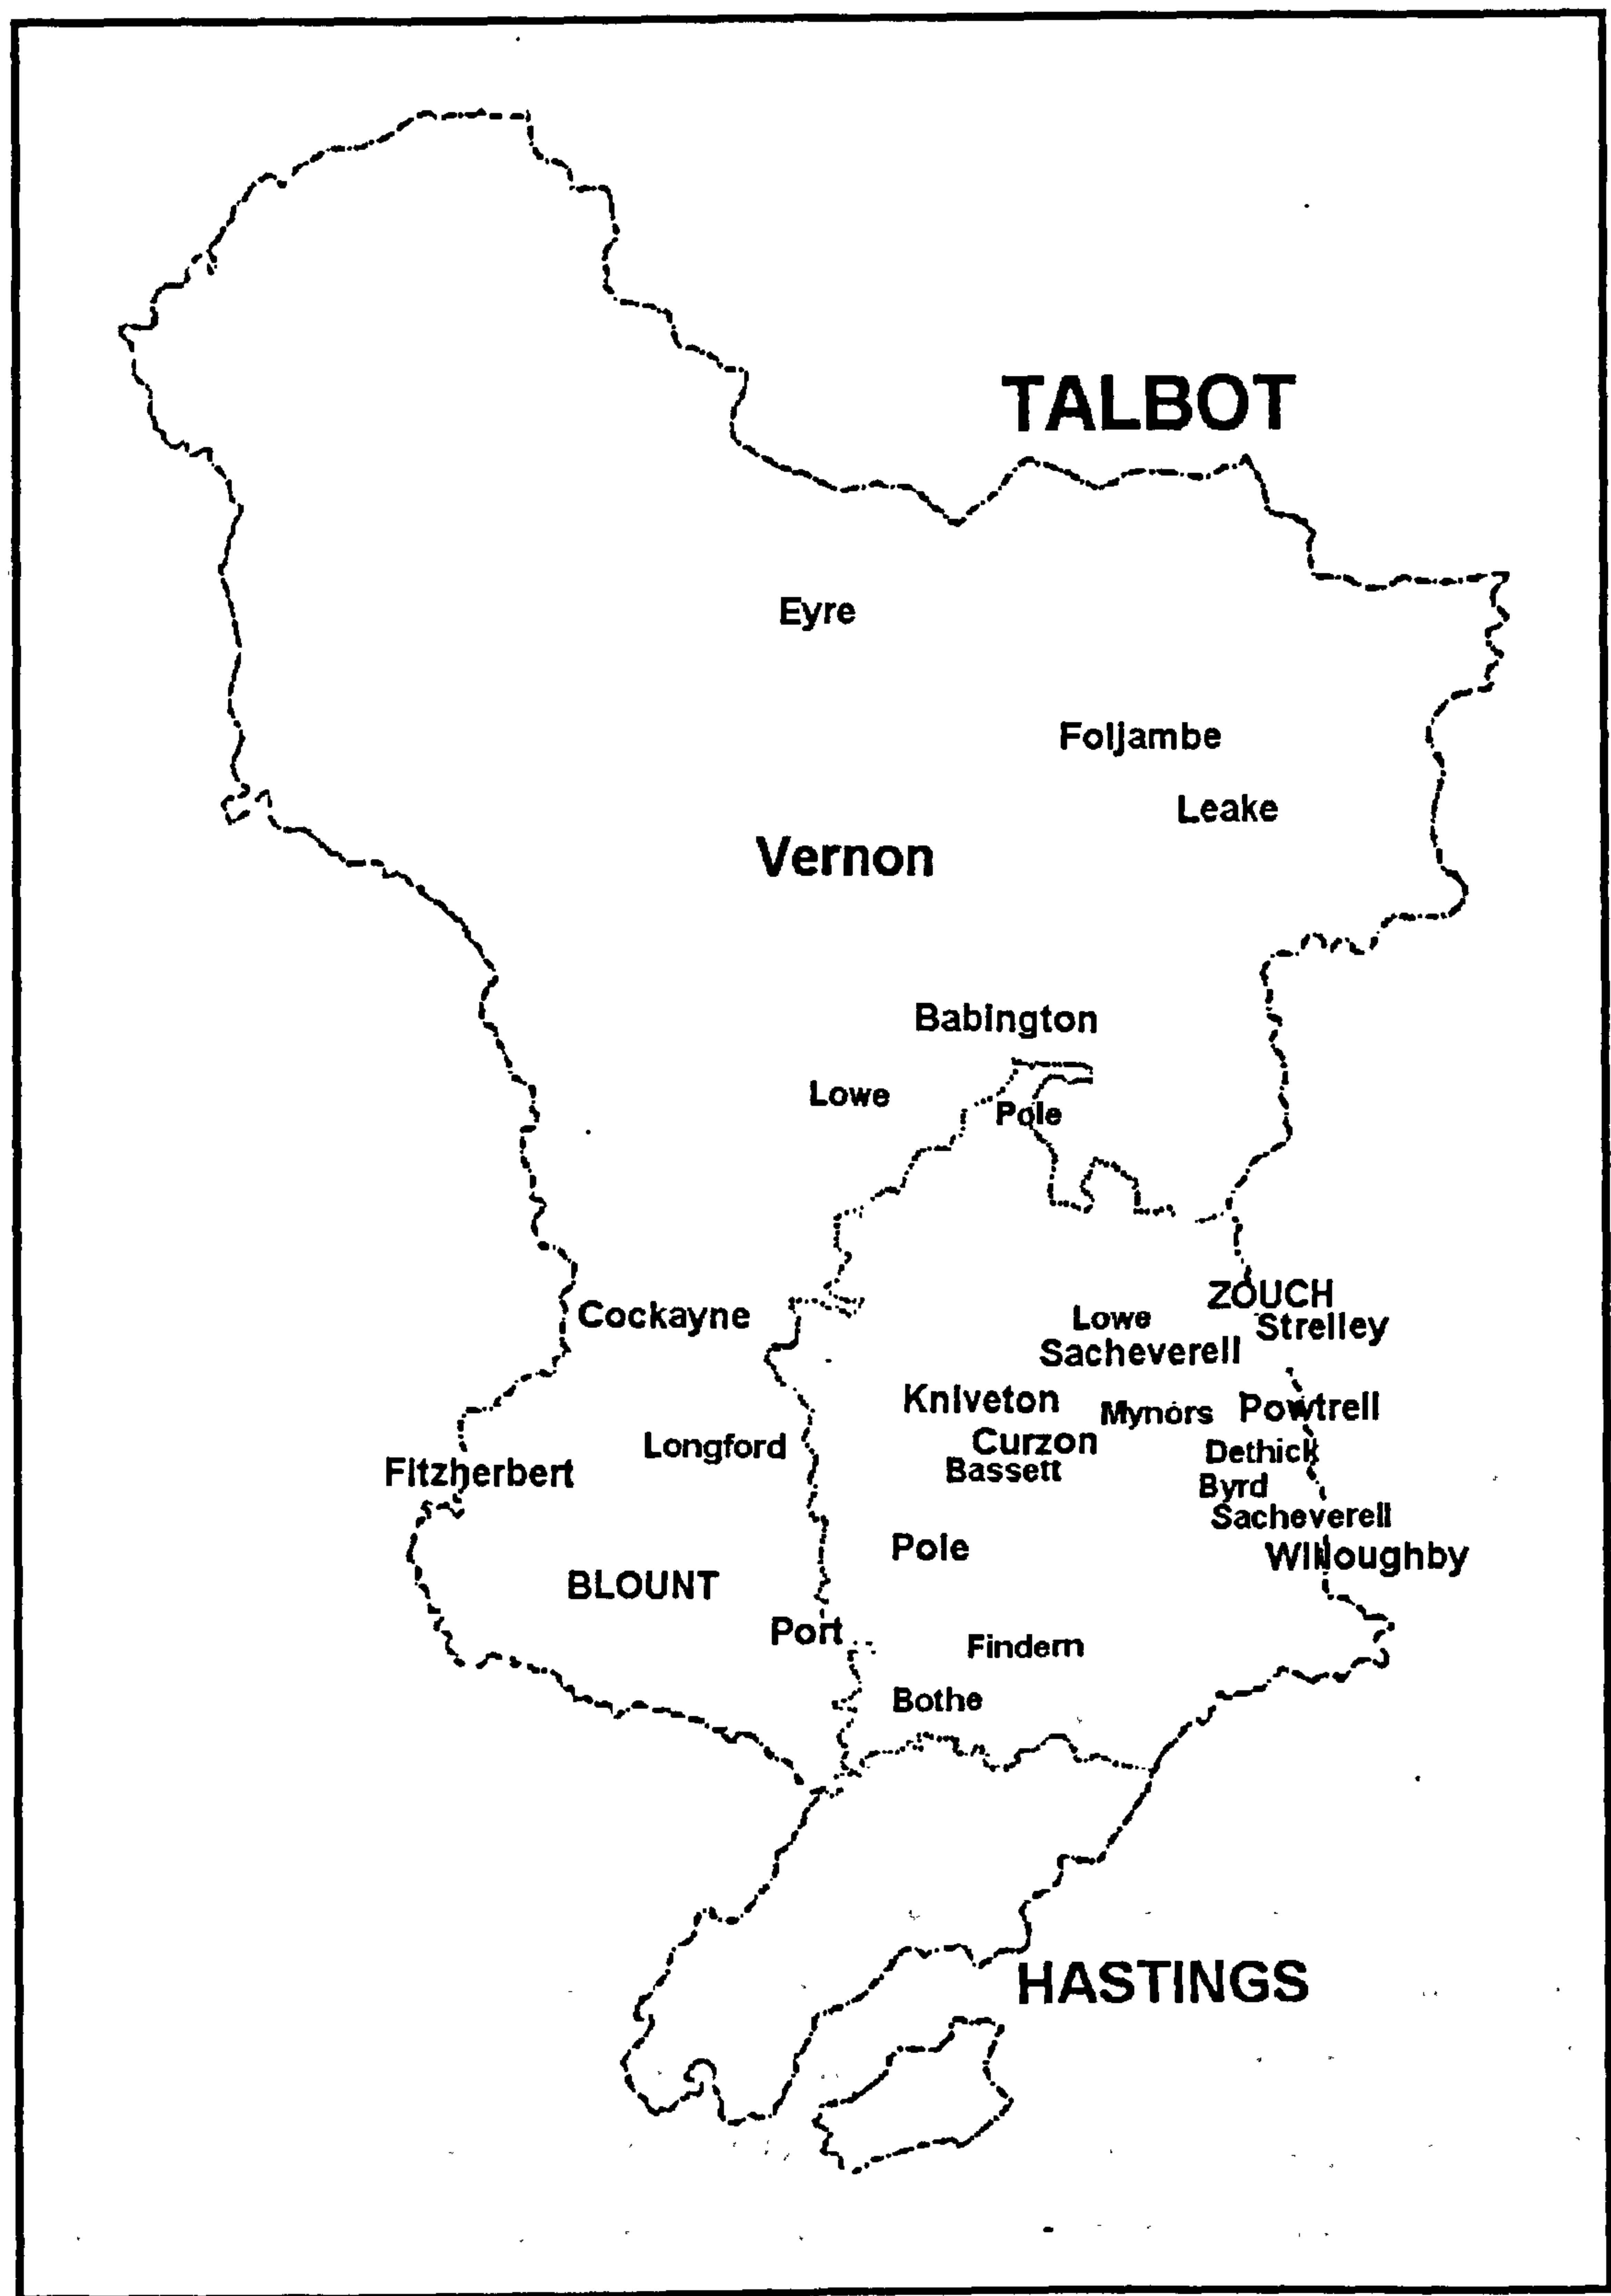 TALBOT
Eyre
Foljambe
Leake
Vernon
Babington
Lowe
Pole
ZOUCH
Cockayne
Lowe
Strelley
Sacheverell
Kniveton
Mynors
Powtrell
Longford
Curzon
Dethick
Fitzherbert
Bassett
Byrd
Sacheverell
Pole
Willoughby
BLOUNT
Port
Findern
Bothe
HASTINGS